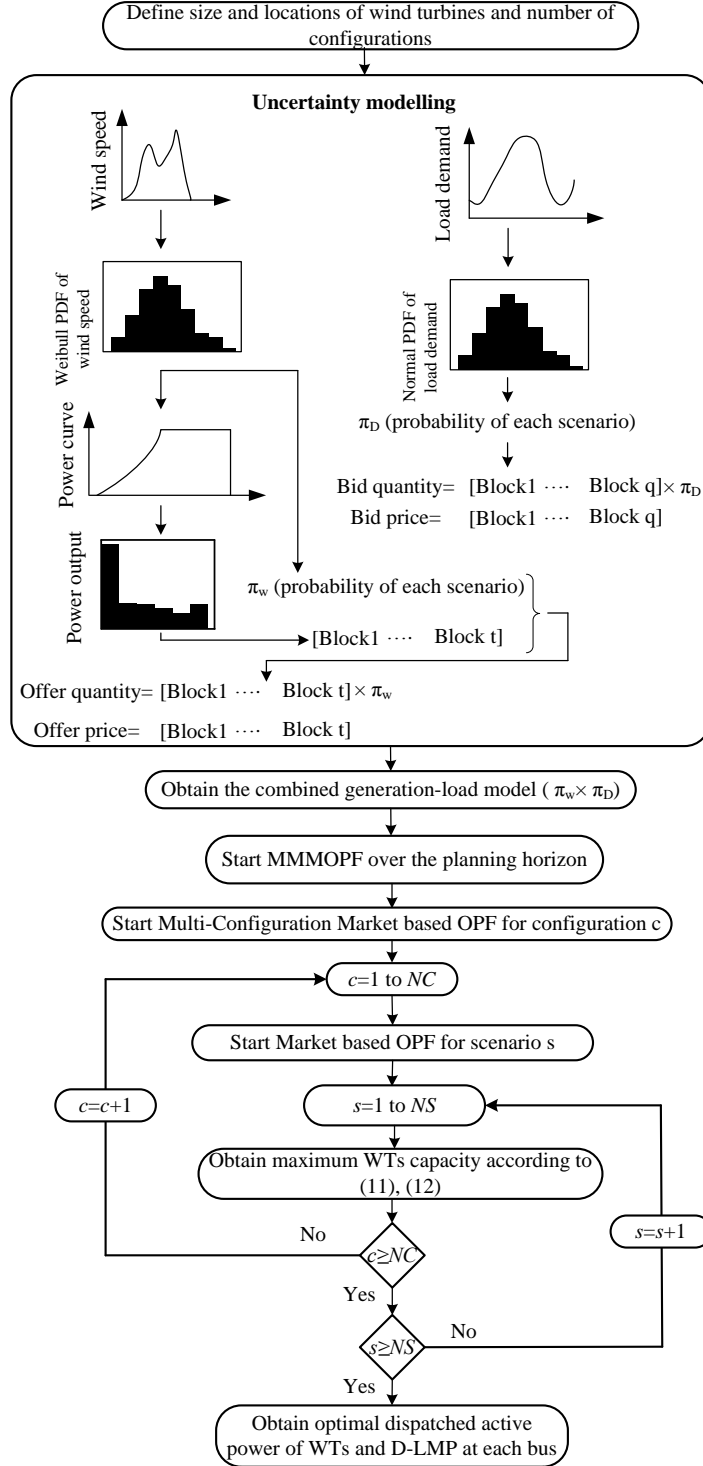 Define size and locations of wind turbines and number of
configurations
Uncertainty modelling
Wind speed
Load demand
Weibull PDF of
wind speed
Normal PDF of
load demand
π_D (probability of each scenario)
Power curve
Bid quantity= [Block1 ···· Block q]× π_D
Bid price= [Block1 ···· Block q]
Power output
π_w (probability of each scenario)
[Block1 ···· Block t]
Offer quantity= [Block1 ···· Block t]× π_w
Offer price= [Block1 ···· Block t]
Obtain the combined generation-load model ( π_w× π_D)
Start MMMOPF over the planning horizon
Start Multi-Configuration Market based OPF for configuration c
c=1 to NC
Start Market based OPF for scenario s
c=c+1
s=1 to NS
Obtain maximum WTs capacity according to
(11), (12)
No
s=s+1
c≥NC
Yes
s≥NS
No
Yes
Obtain optimal dispatched active
power of WTs and D-LMP at each bus